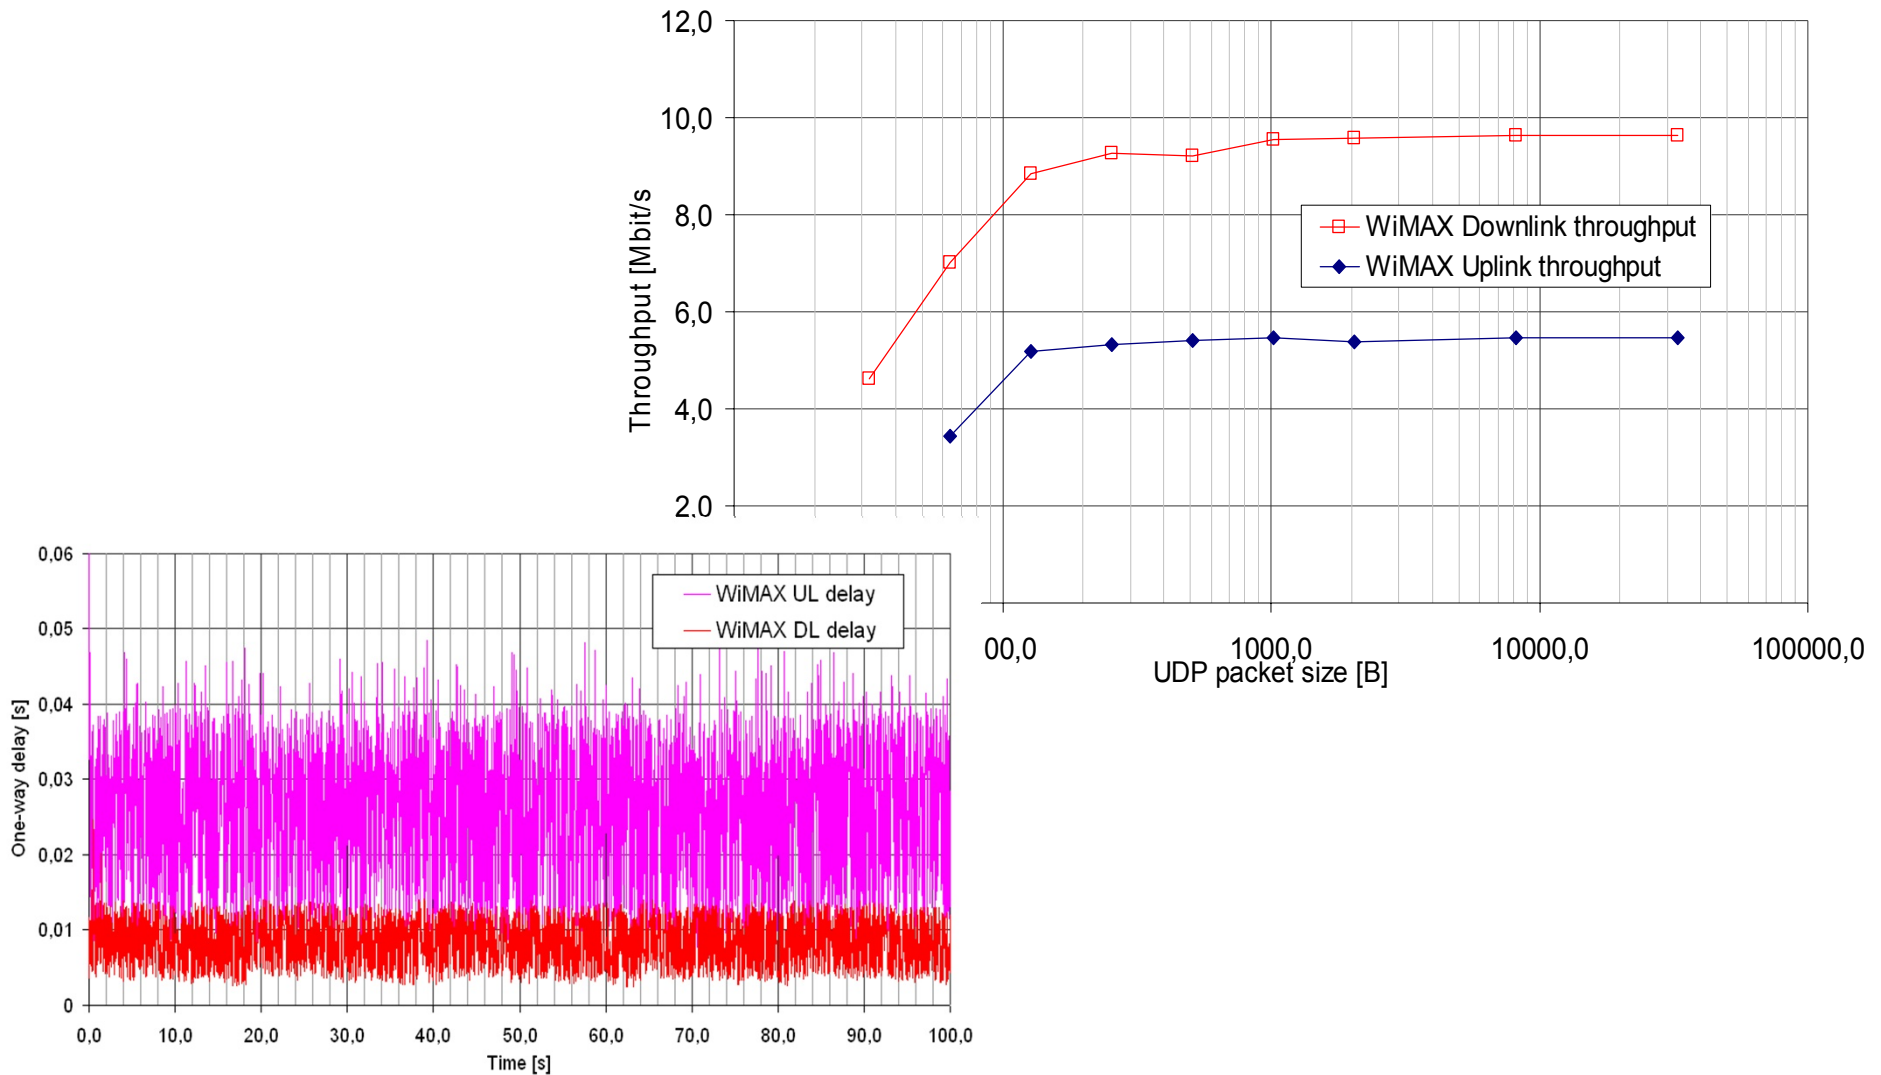 12,0
10,0
8,0
6,0
4,0
2,0
Throughput [Mbit/s
WiMAX Downlink throughput
WiMAX Uplink throughput
00,0 1000,0 10000,0 100000,0
UDP packet size [B]
0,06
0,05
0,04
0,03
0,02
0,01
0
One-way delay [s]
WiMAX UL delay
WiMAX DL delay
0,0 10,0 20,0 30,0 40,0 50,0 60,0 70,0 80,0 90,0 100,0
Time [s]